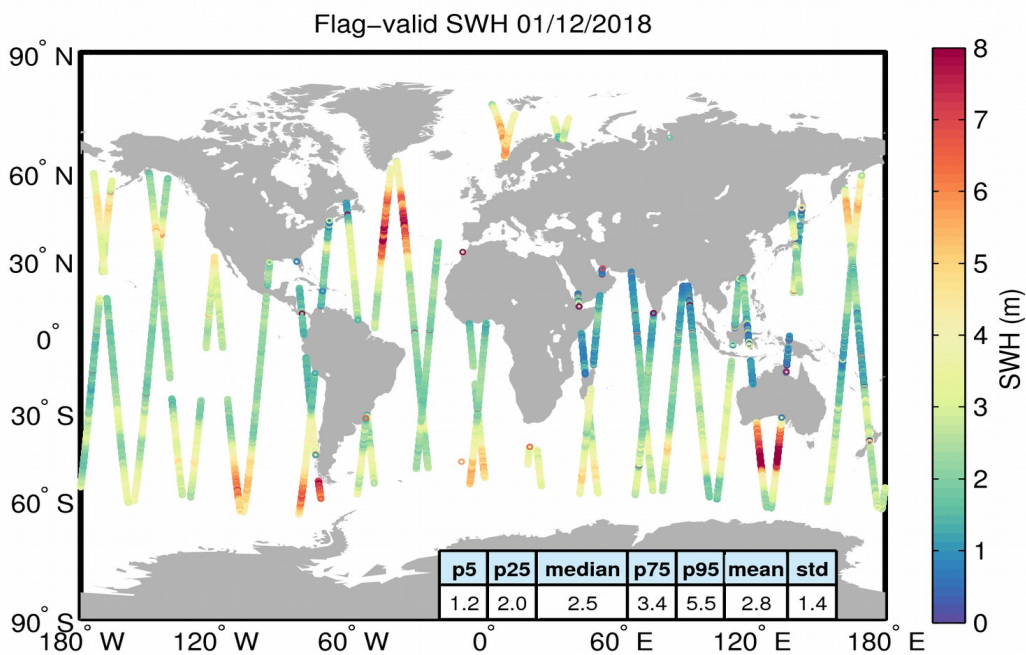 Flag−valid SWH 01/12/2018
90° N
60° N
30° N
0°
30° S
60° S
90° S
180° W
120° W
60° W
0°
60° E
120° E
180° E
p5 p25 median p75 p95 mean std
1.2 2.0 2.5 3.4 5.5 2.8 1.4
8
7
6
5
4
3
2
1
0
SWH (m)